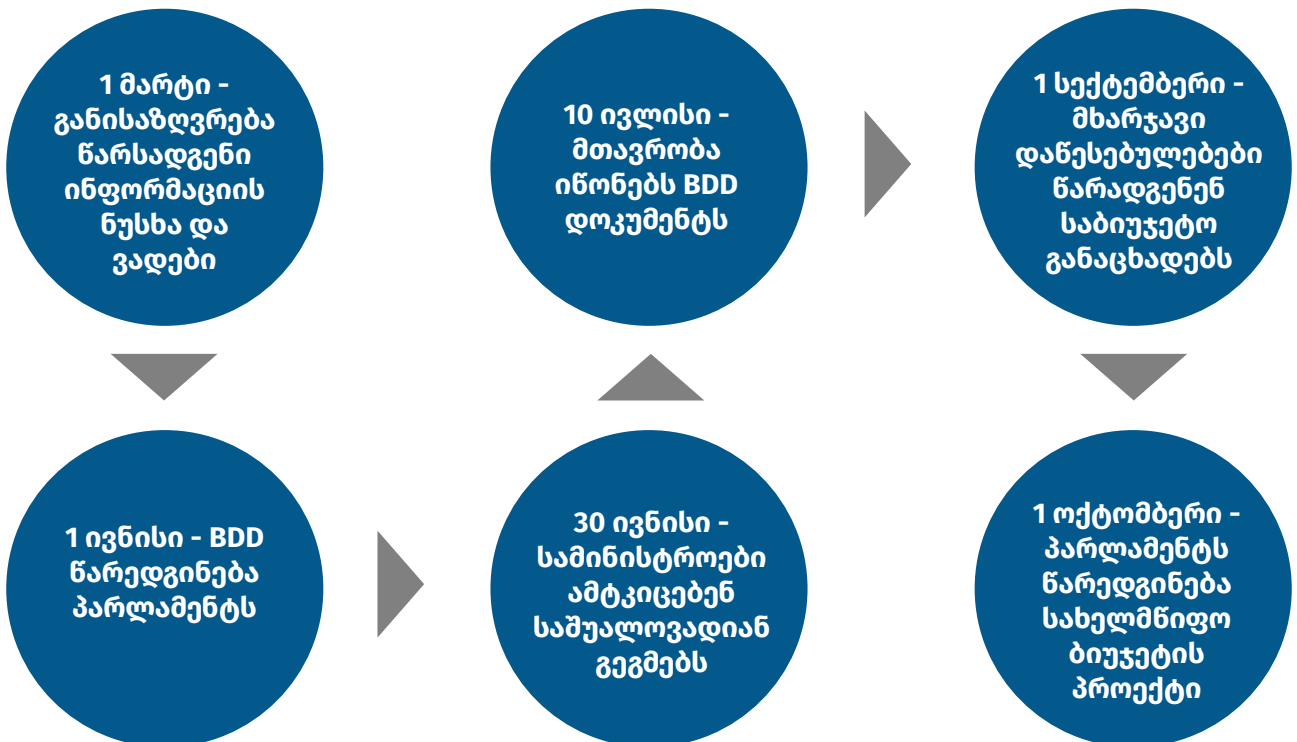 1 მარტი -
განისაზღვრება
წარსადგენი
ინფორმაციის
ნუსხა და
ვადები
1 ივნისი - BDD
წარედგინება
პარლამენტს
30 ივნისი -
სამინისტროები
ამტკიცებენ
საშუალოვადიან
გეგმებს
10 ივლისი -
მთავრობა
იწონებს BDD
დოკუმენტს
1 სექტემბერი -
მხარჯავი
დაწესებულებები
წარადგენენ
საბიუჯეტო
განაცხადებს
1 ოქტომბერი -
პარლამენტს
წარედგინება
სახელმწიფო
ბიუჯეტის
პროექტი